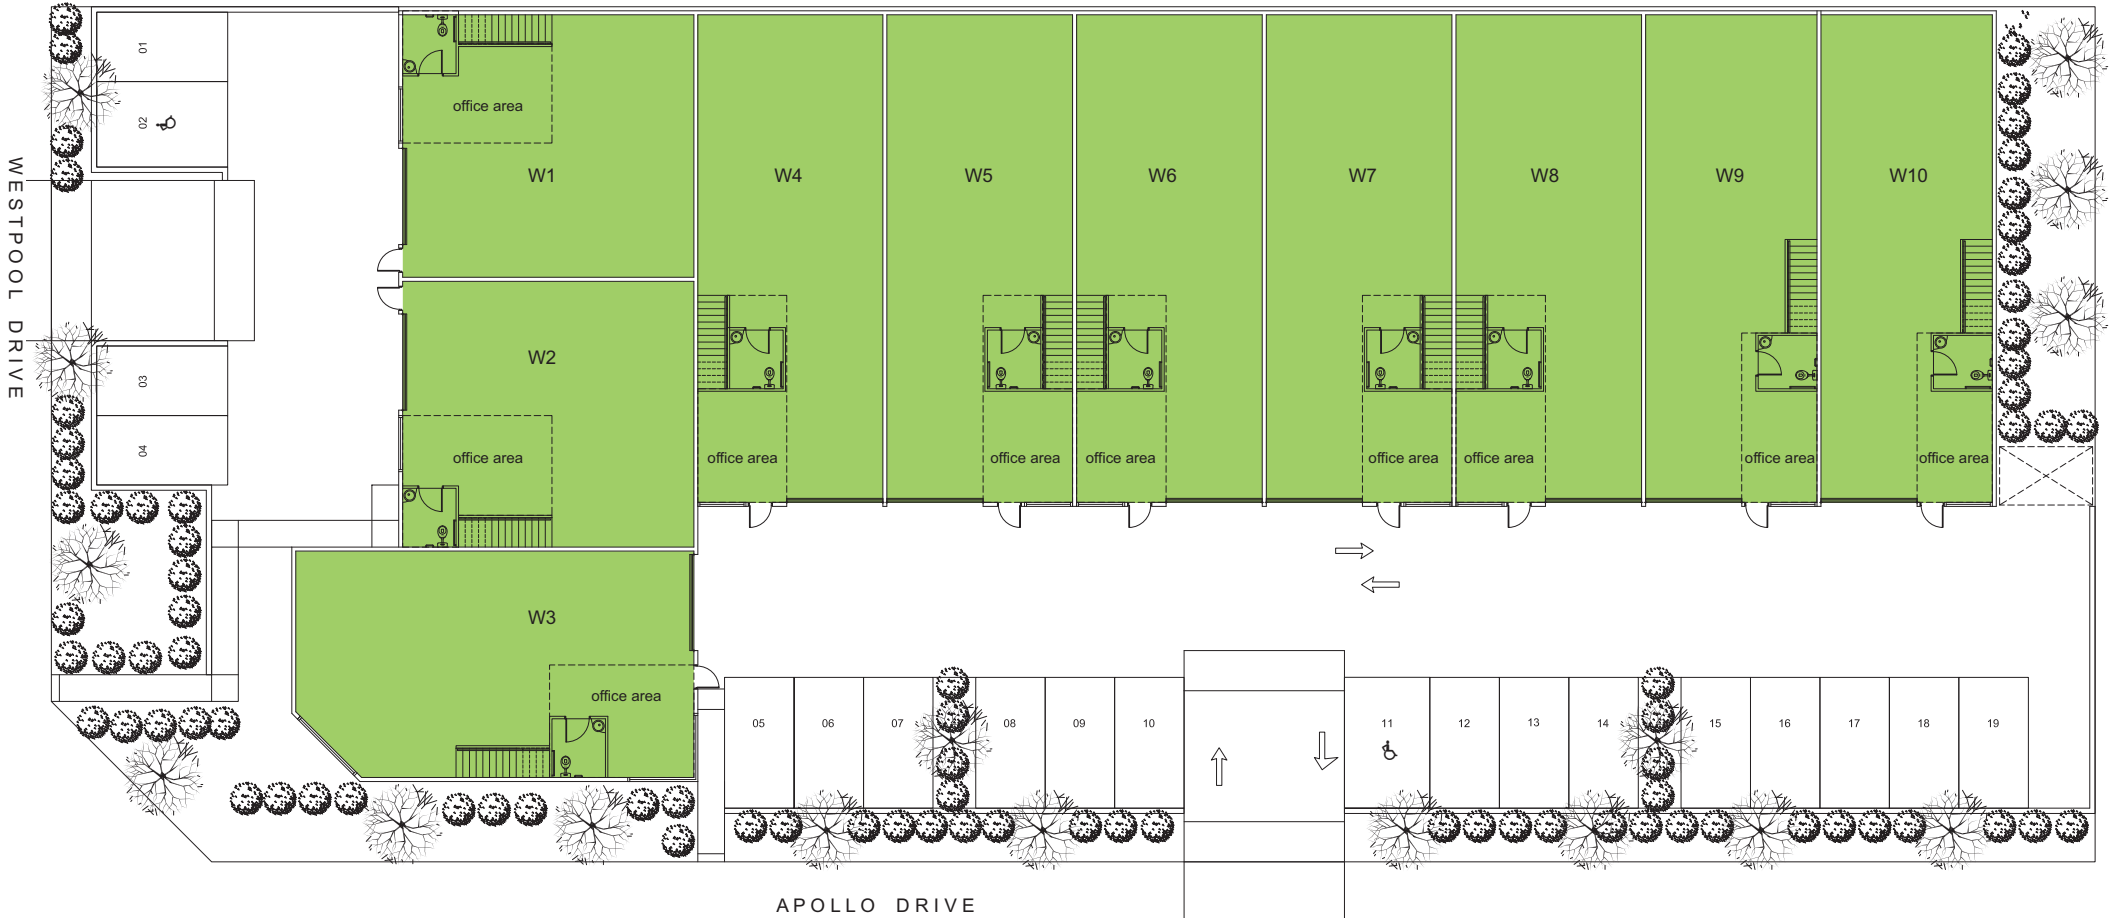 01
02
office area
W1
W4
W5
W6
W7
W8
W9
W10
WESTPOOL DRIVE
W2
03
04
office area
office area
office area
office area
office area
office area
office area
office area
W3
office area
05
06
07
08
09
10
11
12
13
14
15
16
17
18
19
APOLLO DRIVE